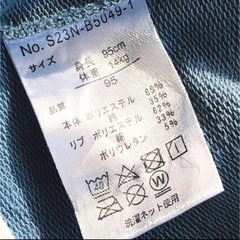 No. S23N-B5049-1
サイズ
身長 95cm
体重 14kg
95
品質
本体 ポリエステル 65%
綿 35%
リブ ポリエステル 62%
綿 33%
ポリウレタン 5%
40
W
洗濯ネット使用